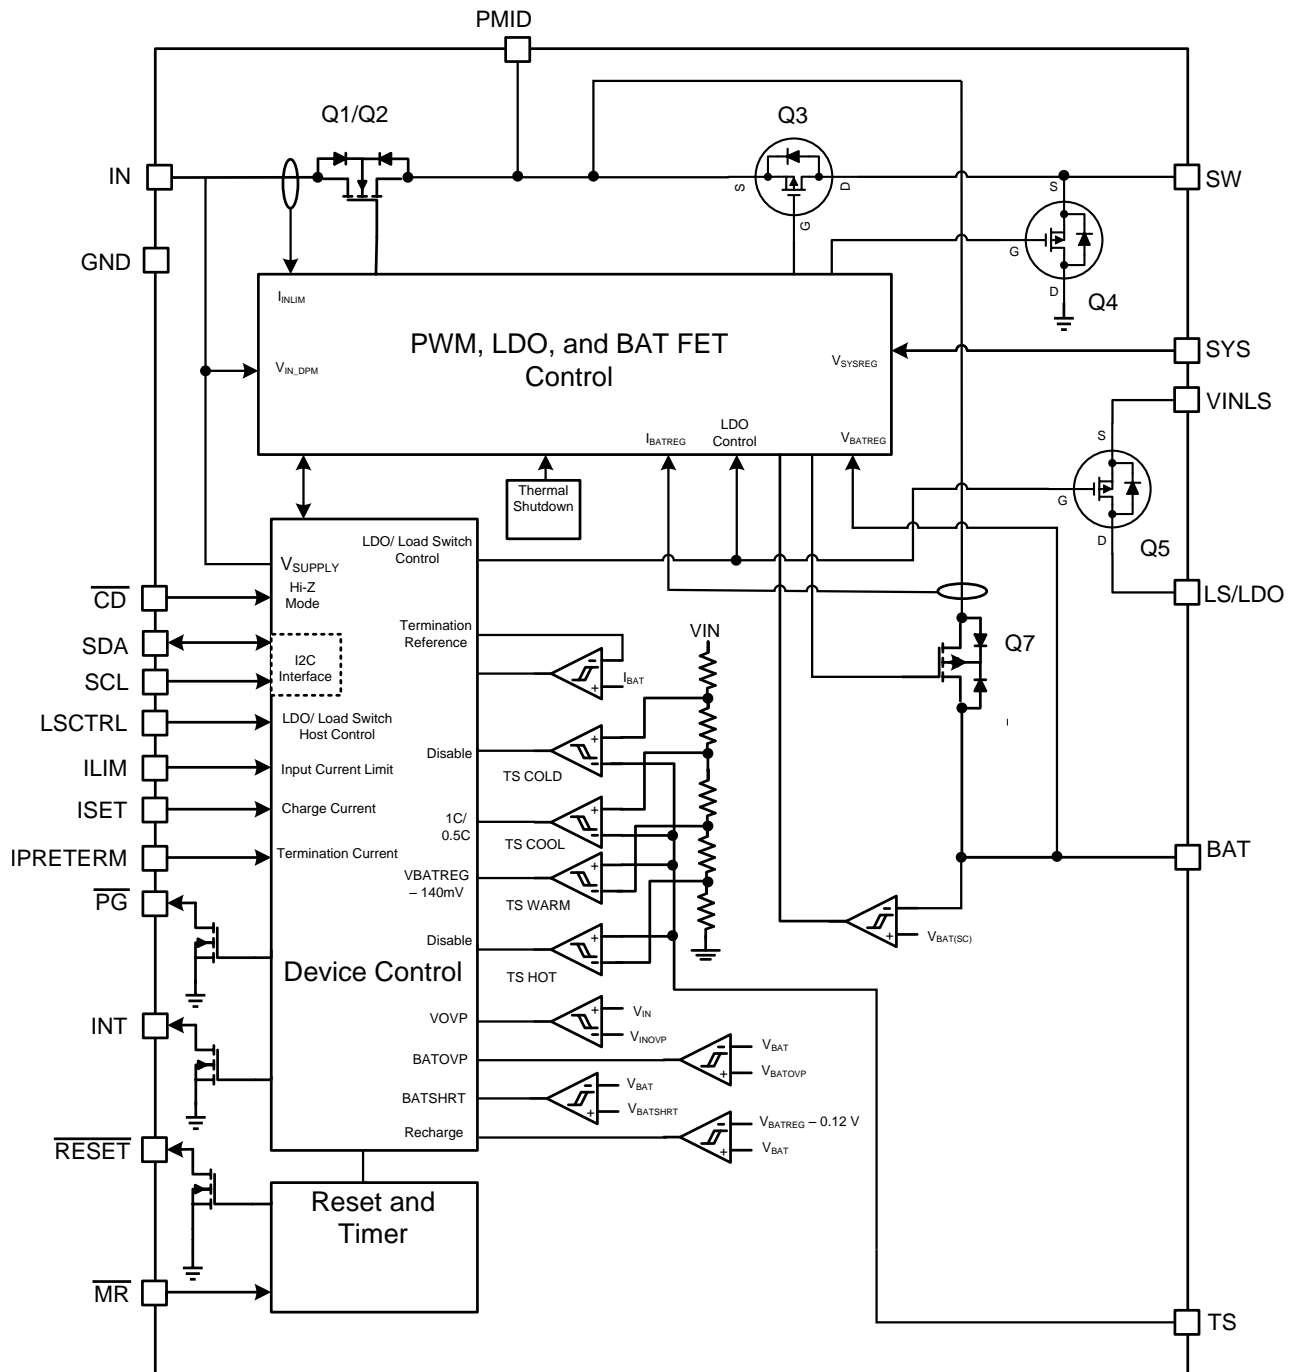 PMID
Q1/Q2
Q3
IN
S
D
G
S
G
D
SW
GND
Q4
I_INLIM
PWM, LDO, and BAT FET
Control
V_IN_DPM
V_SYSREG
SYS
I_BATREG
LDO
Control
V_BATREG
VINLS
S
G
D
Q5
Thermal
Shutdown
LS/LDO
LDO/ Load Switch
Control
V_SUPPLY
Hi-Z
Mode
CD
SDA
SCL
I2C
Interface
Termination
Reference
I_BAT
VIN
Q7
LSCTRL
LDO/ Load Switch
Host Control
ILIM
Input Current Limit
Disable
TS COLD
ISET
Charge Current
1C/
0.5C
TS COOL
IPRETERM
Termination Current
VBATREG
– 140mV
TS WARM
BAT
PG
Disable
TS HOT
V_BAT(SC)
Device Control
INT
VOVP
V_IN
V_INOVP
BATOVP
V_BAT
V_BATOVP
BATSHRT
V_BAT
V_BATSHRT
Recharge
V_BATREG – 0.12 V
V_BAT
RESET
Reset and
Timer
MR
TS
+
–